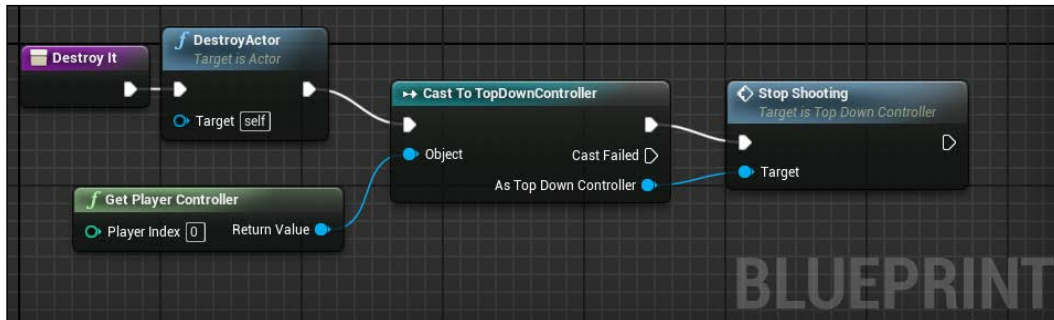 Destroy It
f DestroyActor
Target is Actor
Target self
Get Player Controller
Player Index 0 Return Value
Cast To TopDownController
Object Cast Failed
As Top Down Controller
Stop Shooting
Target is Top Down Controller
Target
BLUEPRINT